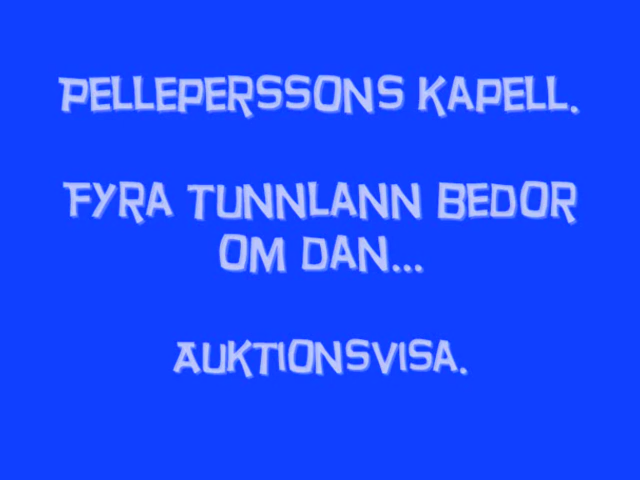 PELLEPERSSONS KAPELL.
FYRA TUNNLANN BEDOR
OM DAN...
AUKTIONSVISA.